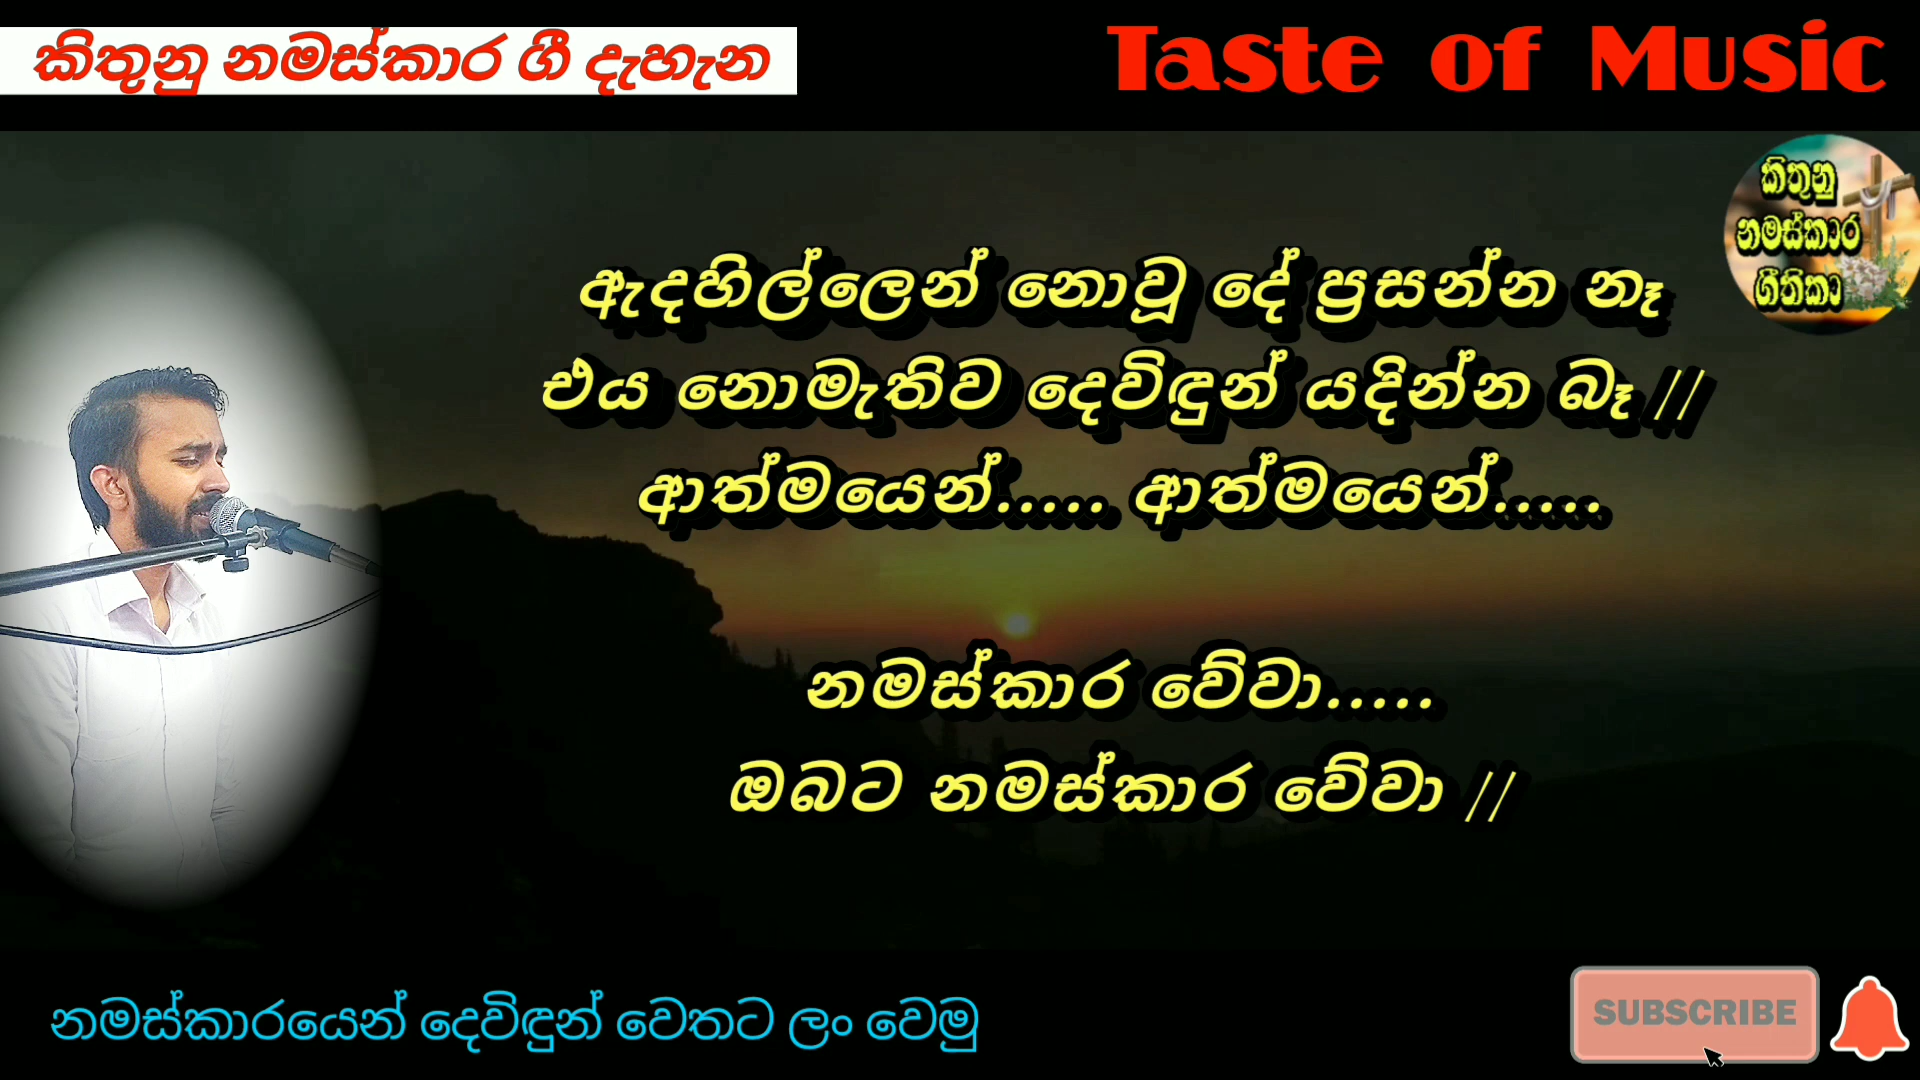 කිතුනු නමස්කාර ගී දැහැන
Taste of Music
කිතුනු
නමස්කාර
ගීතිකා
ඇදහිල්ලෙන් නොවූ දේ ප්‍රසන්න නෑ
එය නොමැතිව දෙවිඳුන් යදින්න බෑ //
ආත්මයෙන්..... ආත්මයෙන්.....
නමස්කාර වේවා.....
ඔබට නමස්කාර වේවා //
නමස්කාරයෙන් දෙවිඳුන් වෙතට ලං වෙමු
SUBSCRIBE